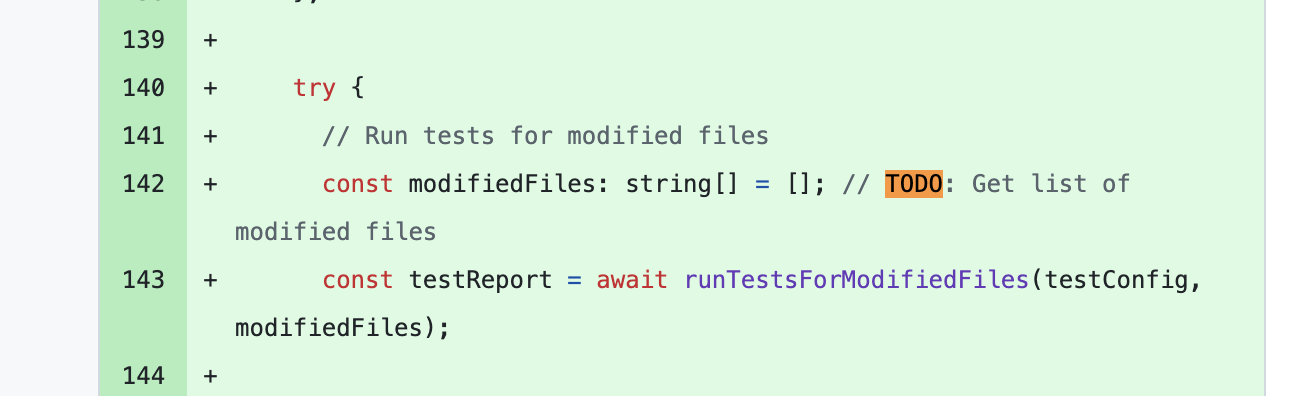 139 +
140 +     try {
141 +       // Run tests for modified files
142 +       const modifiedFiles: string[] = []; // TODO: Get list of
modified files
143 +       const testReport = await runTestsForModifiedFiles(testConfig,
modifiedFiles);
144 +